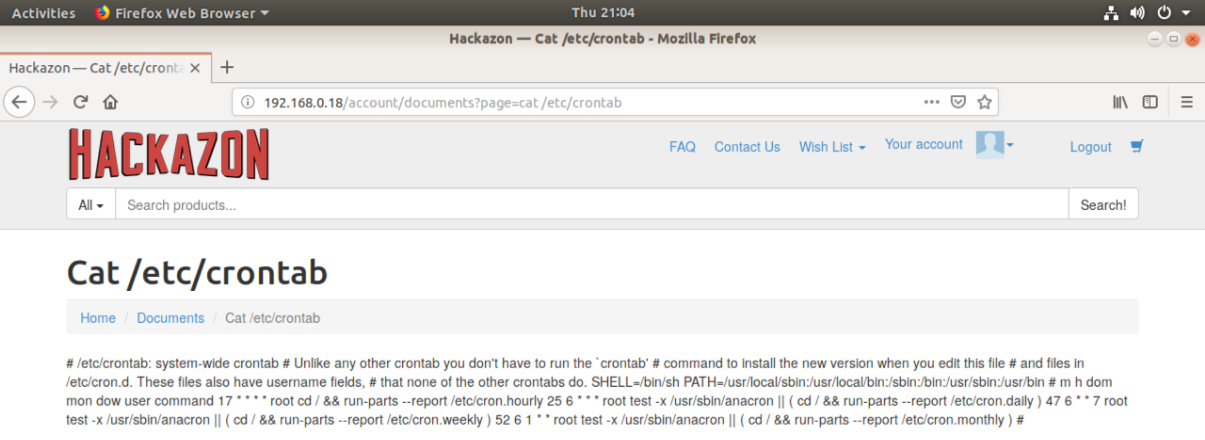 Activities Firefox Web Browser Thu 21:04
Hackazon — Cat /etc/crontab - Mozilla Firefox
Hackazon — Cat /etc/cronta
192.168.0.18/account/documents?page=cat /etc/crontab
HACKAZON FAQ Contact Us Wish List Your account Logout
All Search products... Search!
Cat /etc/crontab
Home / Documents / Cat /etc/crontab
# /etc/crontab: system-wide crontab # Unlike any other crontab you don't have to run the `crontab' # command to install the new version when you edit this file # and files in
/etc/cron.d. These files also have username fields, # that none of the other crontabs do. SHELL=/bin/sh PATH=/usr/local/sbin:/usr/local/bin:/sbin:/bin:/usr/sbin:/usr/bin # m h dom
mon dow user command 17 * * * * root cd / && run-parts --report /etc/cron.hourly 25 6 * * * root test -x /usr/sbin/anacron || ( cd / && run-parts --report /etc/cron.daily ) 47 6 * * 7 root
test -x /usr/sbin/anacron || ( cd / && run-parts --report /etc/cron.weekly ) 52 6 1 * * root test -x /usr/sbin/anacron || ( cd / && run-parts --report /etc/cron.monthly ) #